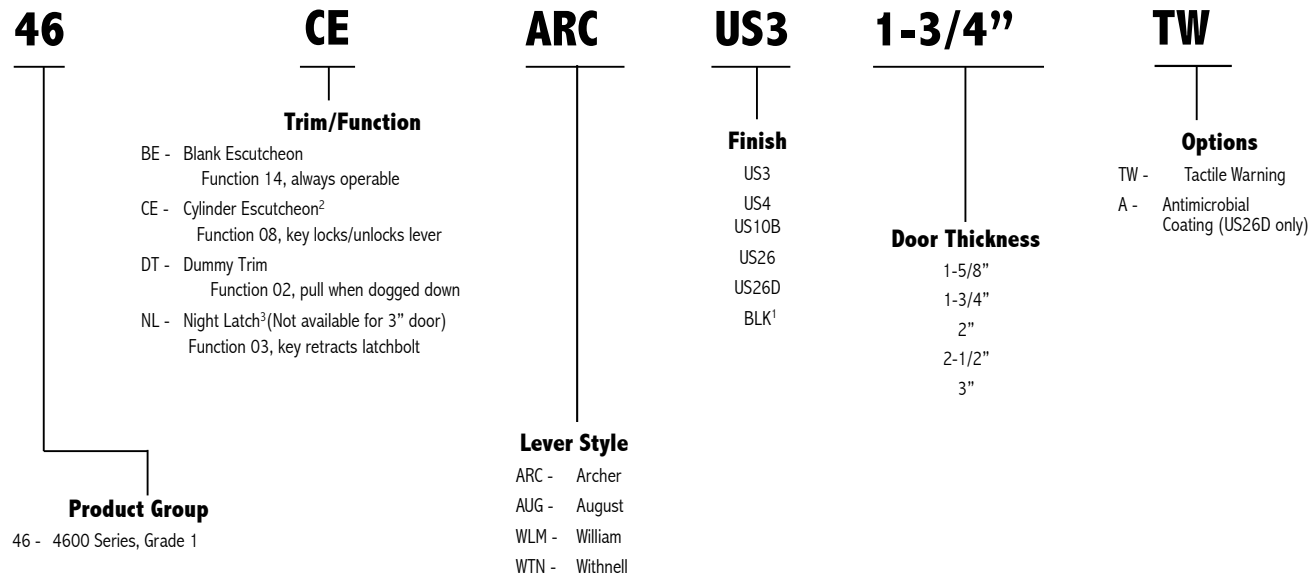 46 CE ARC US3 1-3/4” TW
Trim/Function
BE - Blank Escutcheon
Function 14, always operable
CE - Cylinder Escutcheon²
Function 08, key locks/unlocks lever
DT - Dummy Trim
Function 02, pull when dogged down
NL - Night Latch³(Not available for 3” door)
Function 03, key retracts latchbolt
Finish
US3
US4
US10B
US26
US26D
BLK¹
Options
TW - Tactile Warning
A - Antimicrobial
Coating (US26D only)
Door Thickness
1-5/8”
1-3/4”
2”
2-1/2”
3”
Lever Style
ARC - Archer
AUG - August
WLM - William
WTN - Withnell
Product Group
46 - 4600 Series, Grade 1